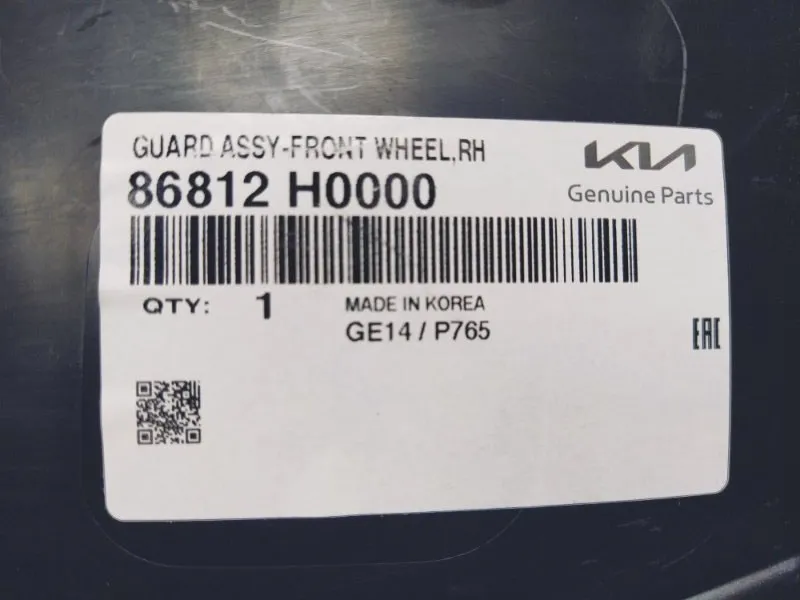 GUARD ASSY-FRONT WHEEL,RH
KIA
86812 H0000
Genuine Parts
QTY: 1
MADE IN KOREA
GE14 / P765
EAC